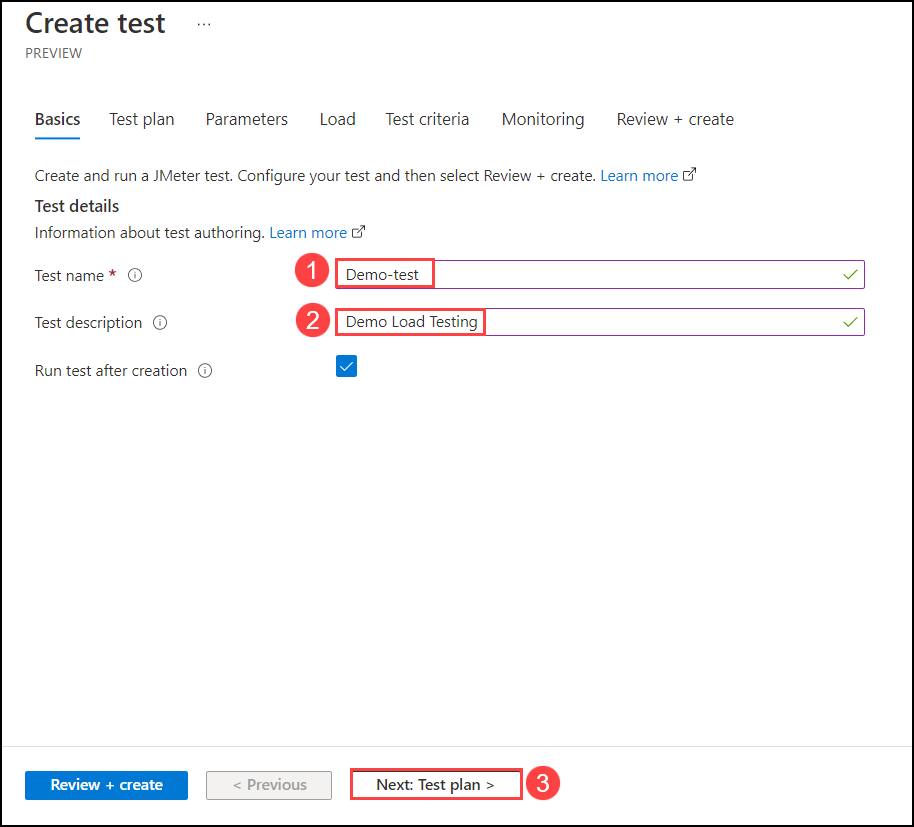 Create test ...
PREVIEW
Basics Test plan Parameters Load Test criteria Monitoring Review + create
Create and run a JMeter test. Configure your test and then select Review + create. Learn more
Test details
Information about test authoring. Learn more
Test name * 1 Demo-test
Test description 2 Demo Load Testing
Run test after creation
Review + create < Previous Next: Test plan > 3